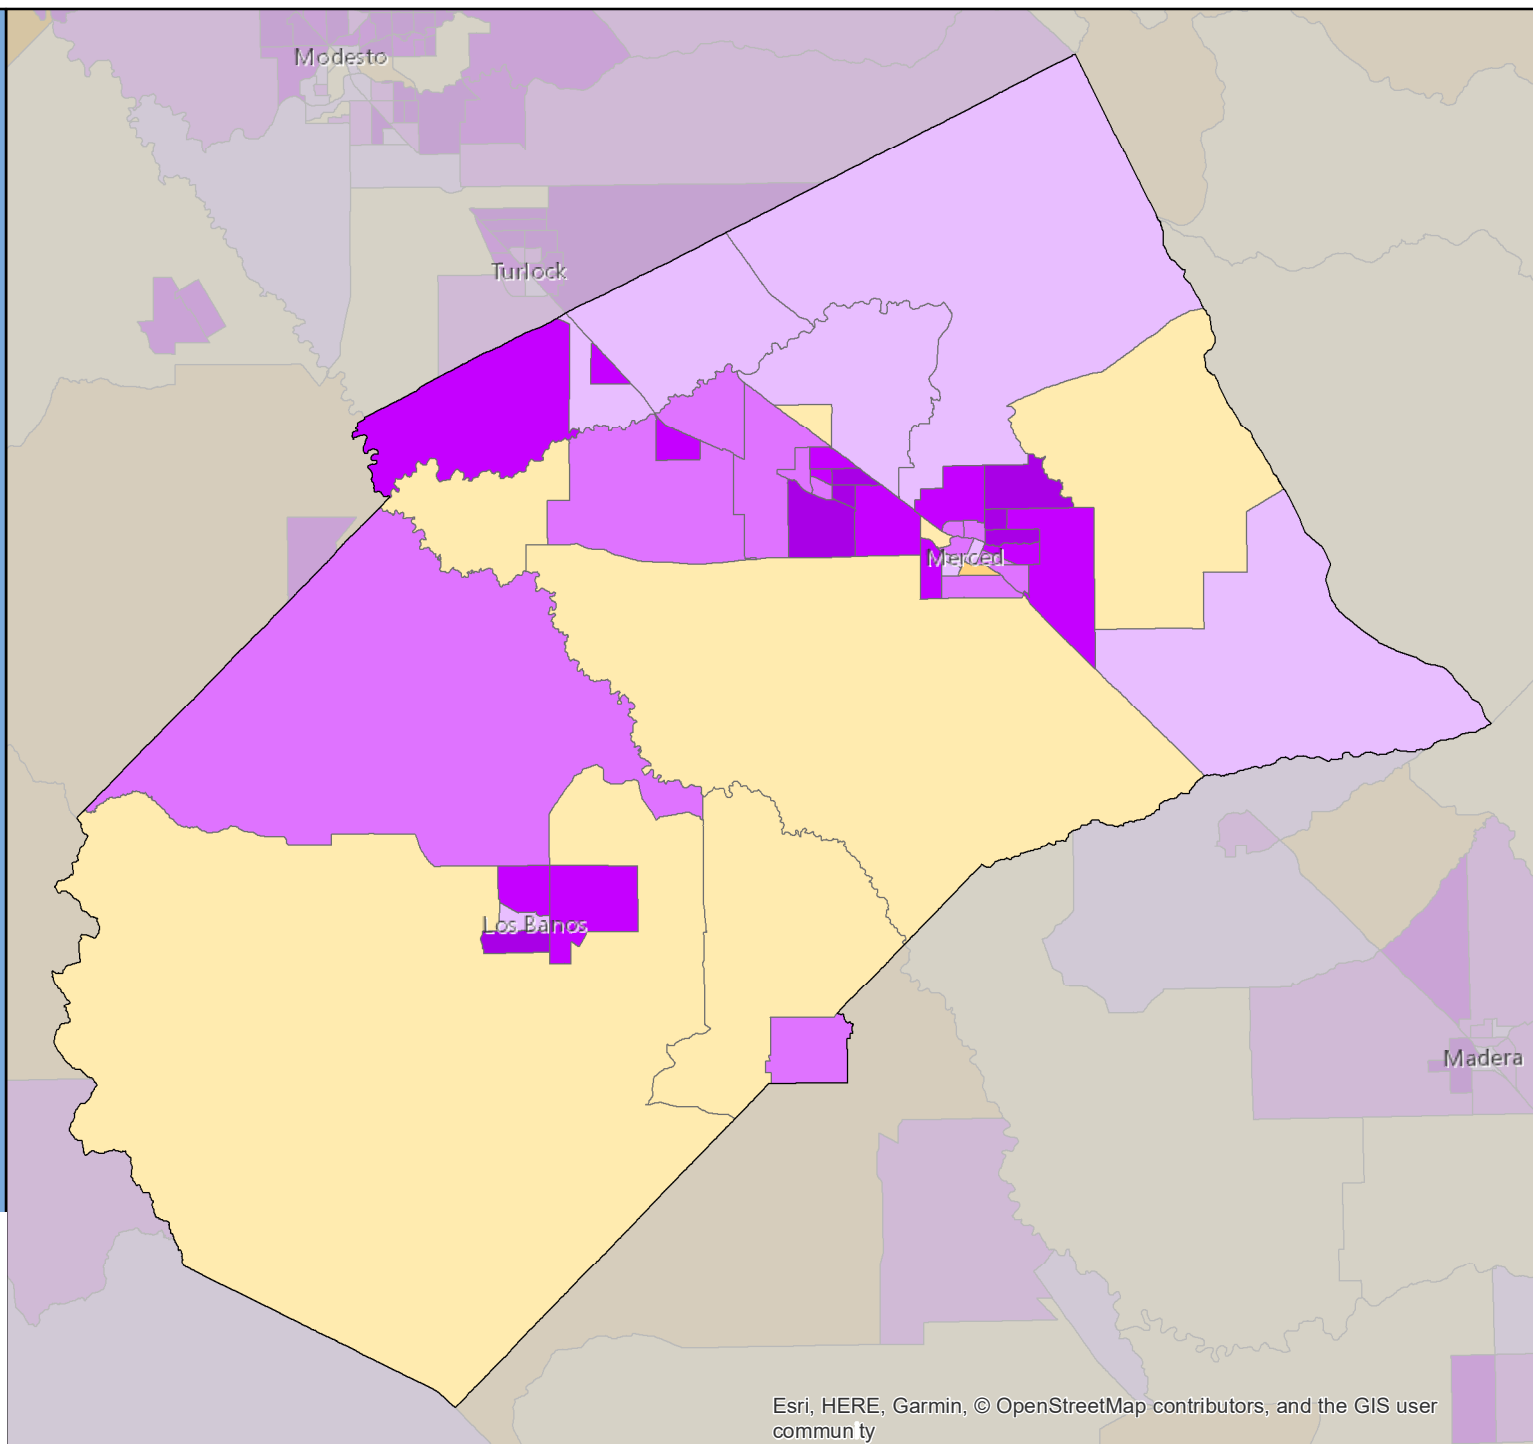 Modesto
Turlock
Merced
Los Banos
Madera
Esri, HERE, Garmin, © OpenStreetMap contributors, and the GIS user
community